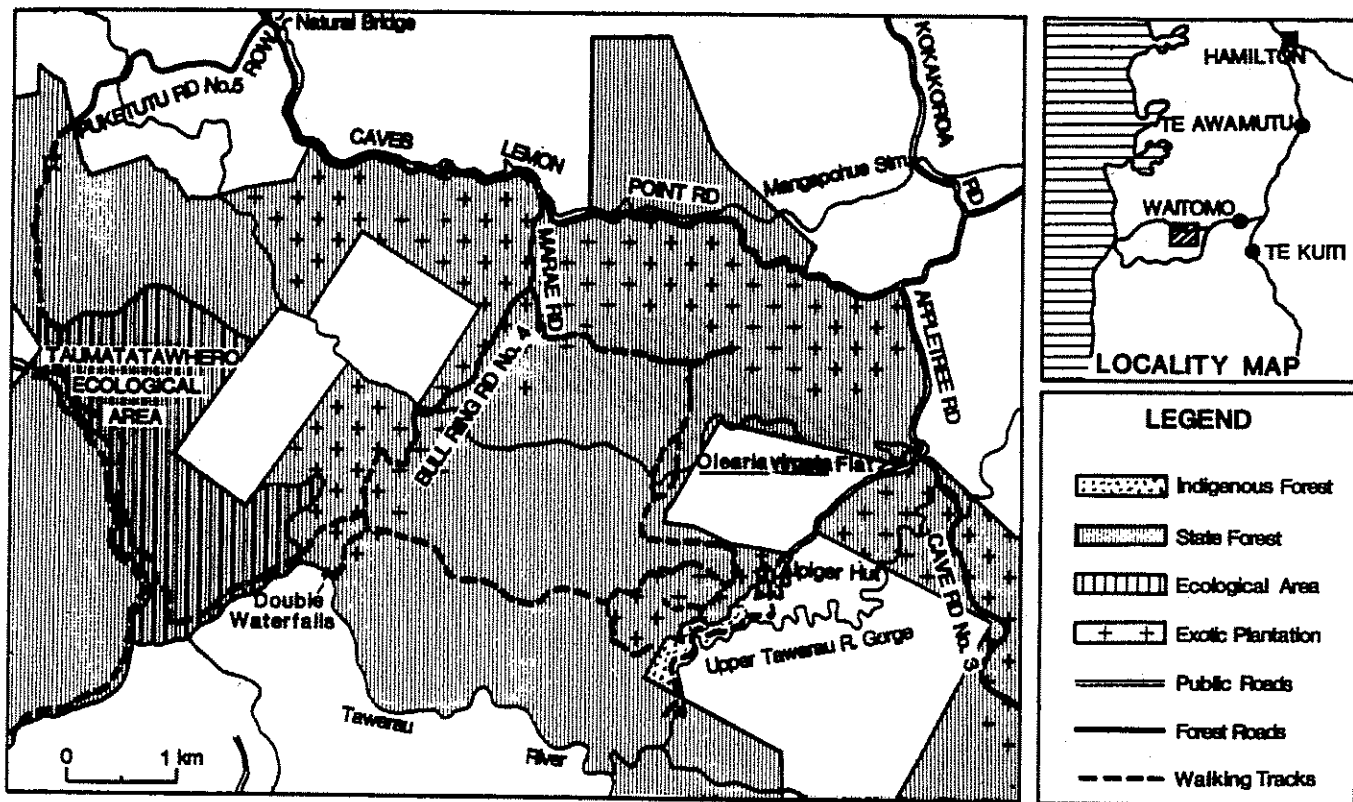 Natural Bridge
PUKETUTU RD No.5
ROW
CAVES
LEMON
POINT RD
KOKAKOROA
RD
Mangapohue Stm
MARAE RD
BULL RING RD No. 4
APPLETREE RD
TAUMATATAWHERO
ECOLOGICAL
AREA
Olearia virgata Flat
CAVE RD No. 3
Double
Waterfalls
Upper Tawarau R. Gorge
Tawarau
River
0 1 km
HAMILTON
TE AWAMUTU
WAITOMO
TE KUITI
LOCALITY MAP
LEGEND
Indigenous Forest
State Forest
Ecological Area
Exotic Plantation
Public Roads
Forest Roads
Walking Tracks